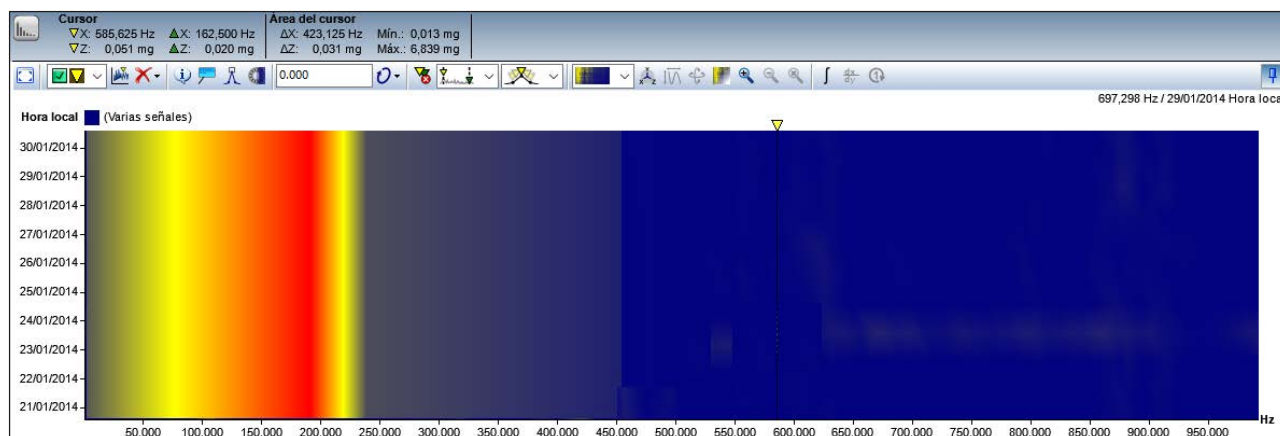 Cursor
X: 585,625 Hz X: 162,500 Hz
Z: 0,051 mg Z: 0,020 mg
Área del cursor
ΔX: 423,125 Hz Mín.: 0,013 mg
ΔZ: 0,031 mg Máx.: 6,839 mg
0.000
697,298 Hz / 29/01/2014 Hora loca
Hora local (Varias señales)
30/01/2014
29/01/2014
28/01/2014
27/01/2014
26/01/2014
25/01/2014
24/01/2014
23/01/2014
22/01/2014
21/01/2014
Hz
50.000 100.000 150.000 200.000 250.000 300.000 350.000 400.000 450.000 500.000 550.000 600.000 650.000 700.000 750.000 800.000 850.000 900.000 950.000